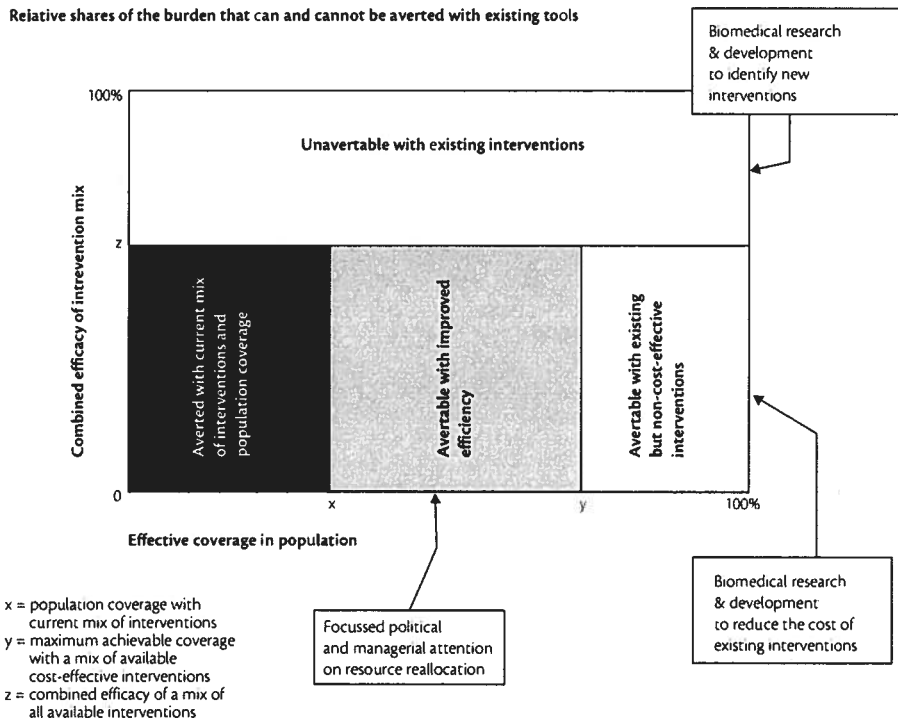 Relative shares of the burden that can and cannot be averted with existing tools
Biomedical research
& development
to identify new
interventions
100%
Unavertable with existing interventions
Combined efficacy of intrevention mix
z
Averted with current mix
of interventions and
population coverage
Avertable with improved
efficiency
Avertable with existing
but non-cost-effective
interventions
0
x
y
100%
Effective coverage in population
x = population coverage with
current mix of interventions
y = maximum achievable coverage
with a mix of available
cost-effective interventions
z = combined efficacy of a mix of
all available interventions
Focussed political
and managerial attention
on resource reallocation
Biomedical research
& development
to reduce the cost of
existing interventions